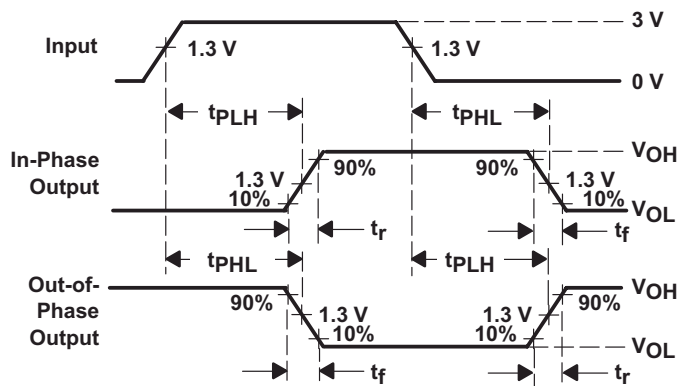 3 V
Input
1.3 V
1.3 V
0 V
tPLH
tPHL
In-Phase
Output
VOH
90%
90%
1.3 V
1.3 V
10%
10%
VOL
tr
tf
tPHL
tPLH
Out-of-
Phase
Output
VOH
90%
90%
1.3 V
1.3 V
10%
10%
VOL
tf
tr